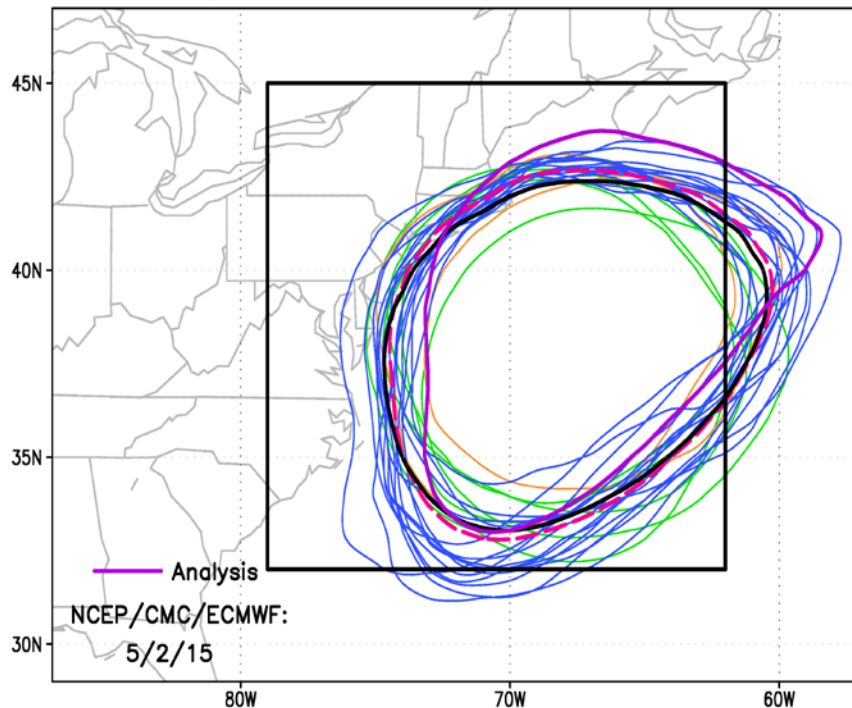 45N
40N
35N
30N
Analysis
NCEP/CMC/ECMWF:
5/2/15
80W 70W 60W